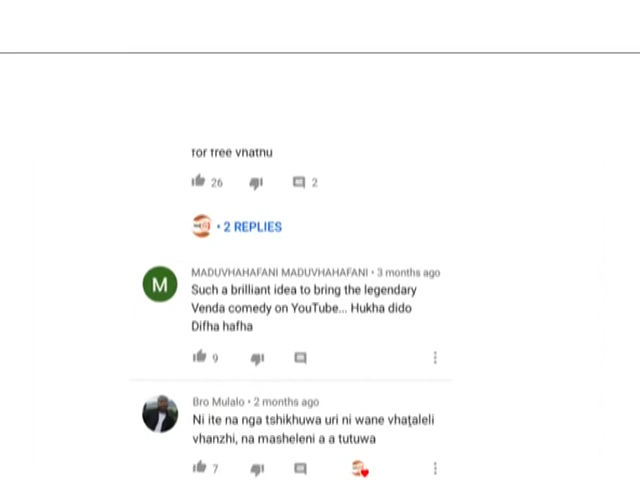 for free vhathu
26
2
• 2 REPLIES
M
MADUVHAHAFANI MADUVHAHAFANI • 3 months ago
Such a brilliant idea to bring the legendary
Venda comedy on YouTube... Hukha dido
Difha hafha
9
Bro Mulalo • 2 months ago
Ni ite na nga tshikhuwa uri ni wane vhaṱaleli
vhanzhi, na masheleni a a tutuwa
7